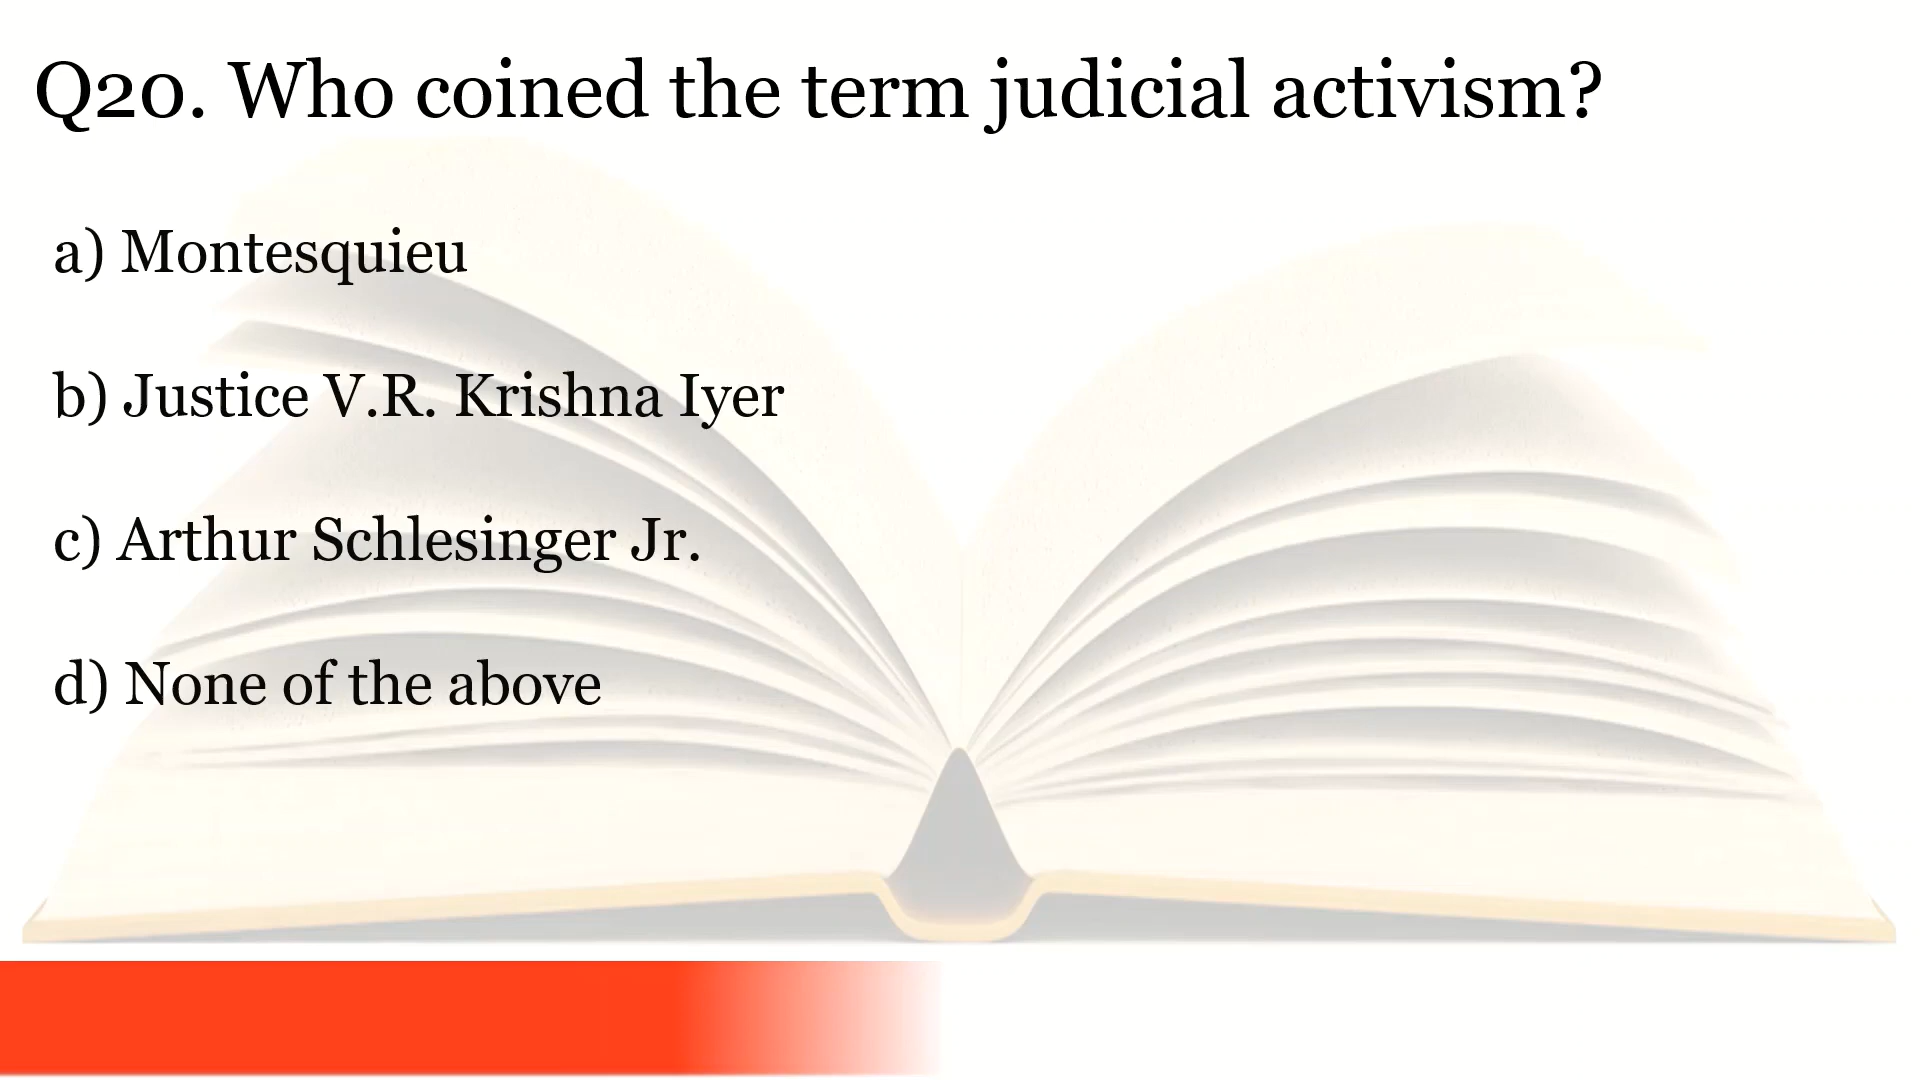 Q20. Who coined the term judicial activism?
a) Montesquieu
b) Justice V.R. Krishna Iyer
c) Arthur Schlesinger Jr.
d) None of the above